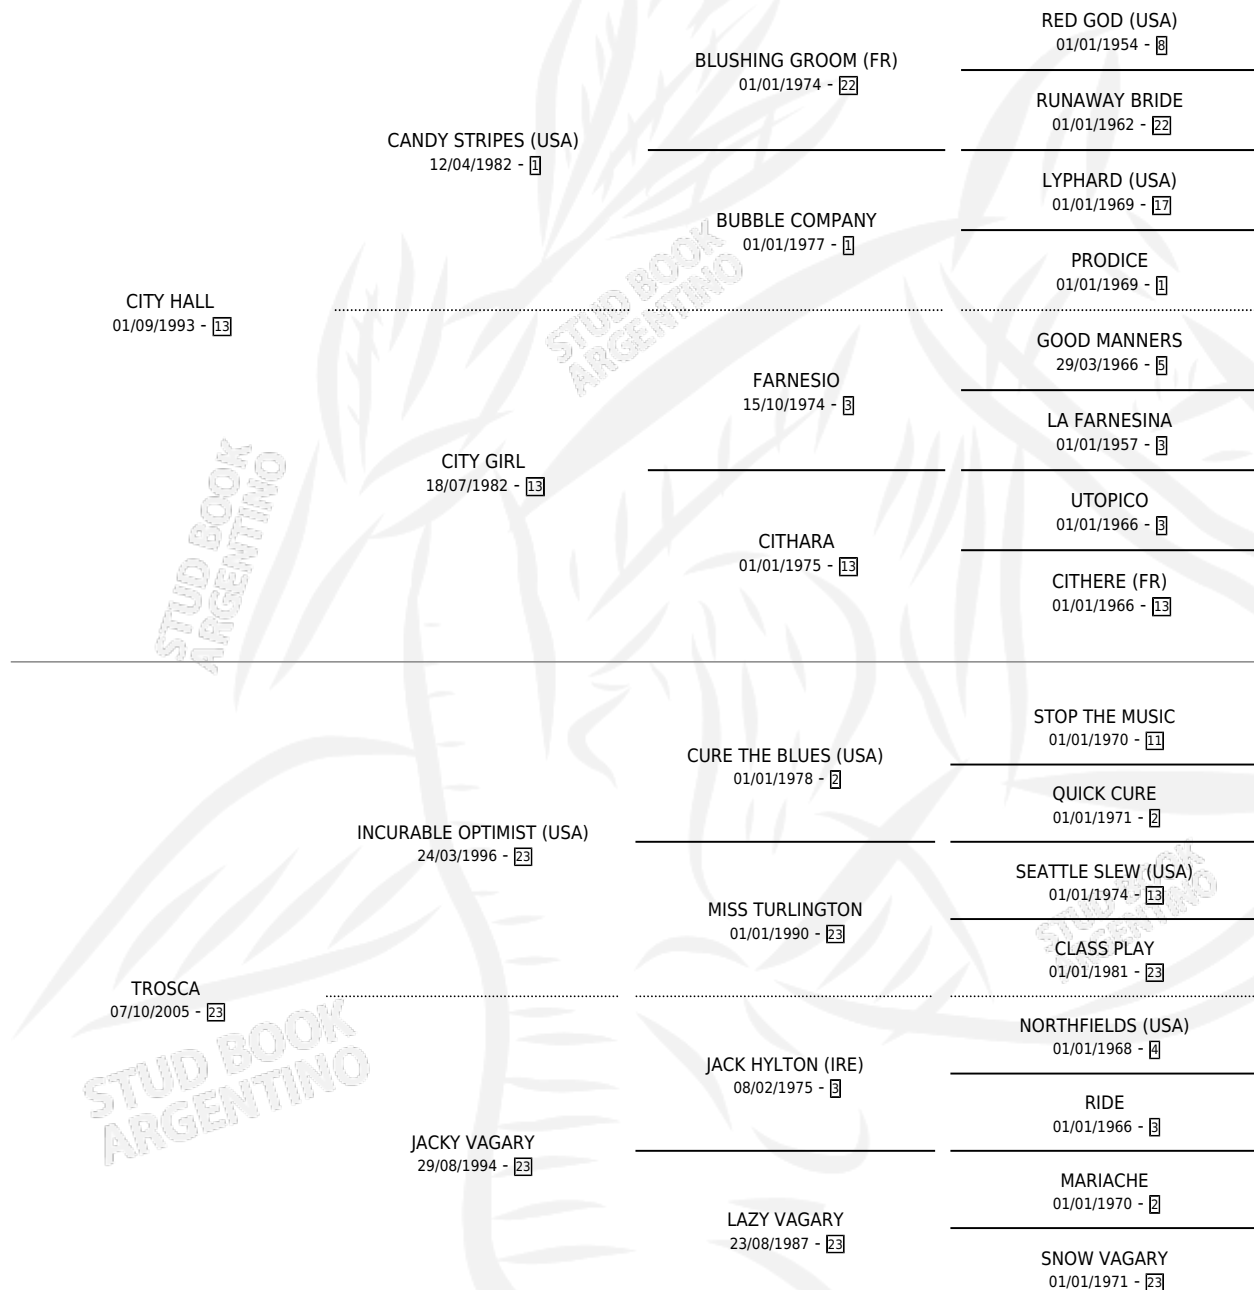 RED GOD (USA)
01/01/1954 - 8
BLUSHING GROOM (FR)
01/01/1974 - 22
RUNAWAY BRIDE
01/01/1962 - 22
CANDY STRIPES (USA)
12/04/1982 - 1
LYPHARD (USA)
01/01/1969 - 17
BUBBLE COMPANY
01/01/1977 - 1
PRODICE
01/01/1969 - 1
CITY HALL
01/09/1993 - 13
STUD BOOK
ARGENTINO
GOOD MANNERS
29/03/1966 - 5
FARNESIO
15/10/1974 - 3
LA FARNESINA
01/01/1957 - 3
CITY GIRL
18/07/1982 - 13
UTOPICO
01/01/1966 - 3
CITHARA
01/01/1975 - 13
CITHERE (FR)
01/01/1966 - 13
STUD BOOK
ARGENTINO
STOP THE MUSIC
01/01/1970 - 11
CURE THE BLUES (USA)
01/01/1978 - 2
QUICK CURE
01/01/1971 - 2
INCURABLE OPTIMIST (USA)
24/03/1996 - 23
SEATTLE SLEW (USA)
01/01/1974 - 13
MISS TURLINGTON
01/01/1990 - 23
STUD BOOK
ARGENTINO
CLASS PLAY
01/01/1981 - 23
TROSCA
07/10/2005 - 23
NORTHFIELDS (USA)
01/01/1968 - 4
JACK HYLTON (IRE)
08/02/1975 - 3
RIDE
01/01/1966 - 3
STUD BOOK
ARGENTINO
JACKY VAGARY
29/08/1994 - 23
MARIACHE
01/01/1970 - 2
LAZY VAGARY
23/08/1987 - 23
SNOW VAGARY
01/01/1971 - 23